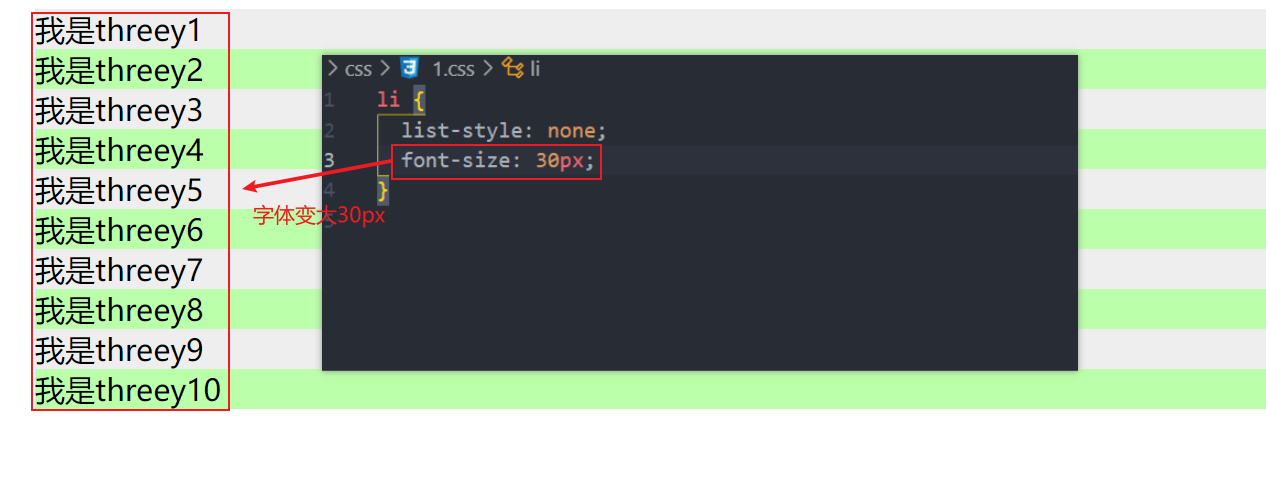 我是threey1
我是threey2
我是threey3
我是threey4
我是threey5
我是threey6
我是threey7
我是threey8
我是threey9
我是threey10
> css > 3 1.css > li
1 li {
2 list-style: none;
3 font-size: 30px;
4 }
5
字体变大30px